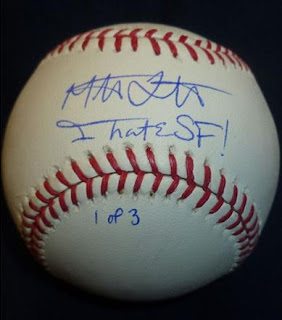 I hate SF!
1 of 3